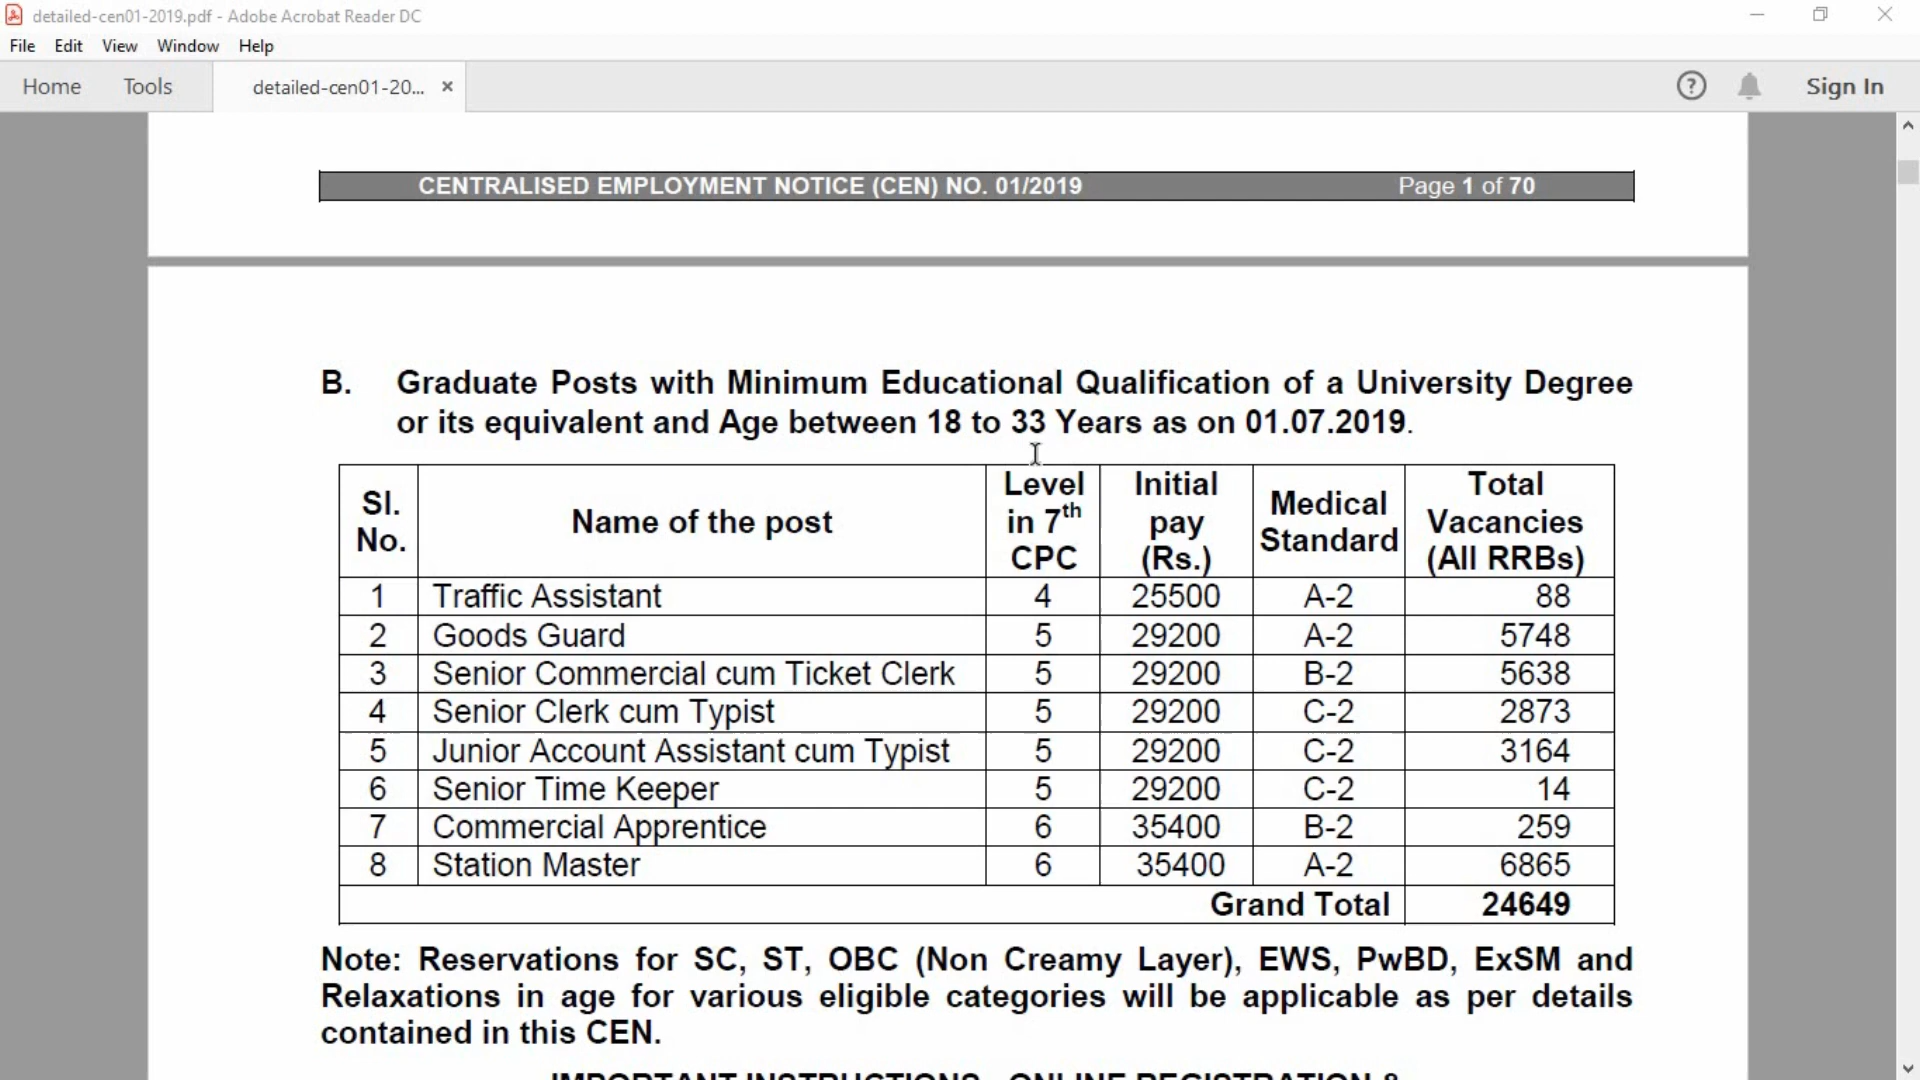 detailed-cen01-2019.pdf - Adobe Acrobat Reader DC
File Edit View Window Help
Home Tools detailed-cen01-20... × Sign In
CENTRALISED EMPLOYMENT NOTICE (CEN) NO. 01/2019 Page 1 of 70
B. Graduate Posts with Minimum Educational Qualification of a University Degree
or its equivalent and Age between 18 to 33 Years as on 01.07.2019.
Sl. No. Name of the post Level in 7th CPC Initial pay (Rs.) Medical Standard Total Vacancies (All RRBs)
1 Traffic Assistant 4 25500 A-2 88
2 Goods Guard 5 29200 A-2 5748
3 Senior Commercial cum Ticket Clerk 5 29200 B-2 5638
4 Senior Clerk cum Typist 5 29200 C-2 2873
5 Junior Account Assistant cum Typist 5 29200 C-2 3164
6 Senior Time Keeper 5 29200 C-2 14
7 Commercial Apprentice 6 35400 B-2 259
8 Station Master 6 35400 A-2 6865
Grand Total 24649
Note: Reservations for SC, ST, OBC (Non Creamy Layer), EWS, PwBD, ExSM and
Relaxations in age for various eligible categories will be applicable as per details
contained in this CEN.
IMPORTANT INSTRUCTIONS - ONLINE REGISTRATION &